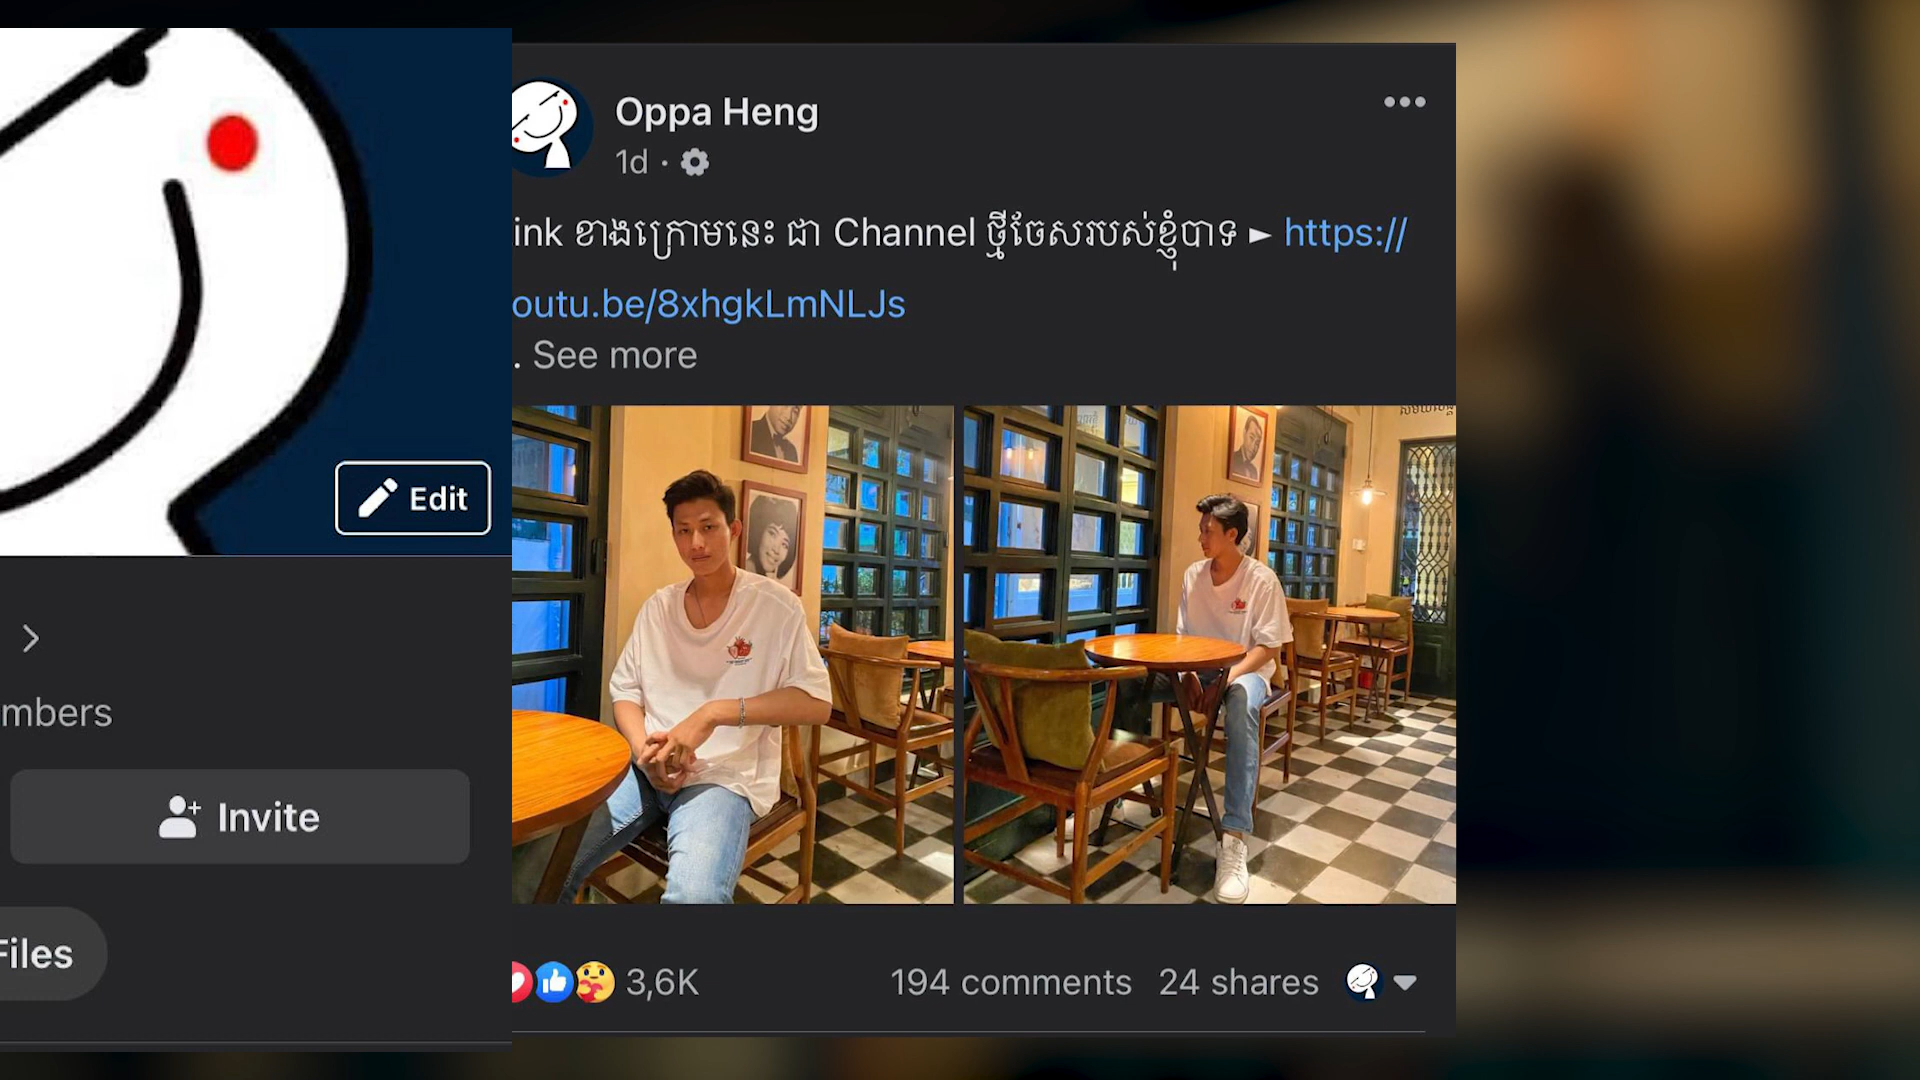 Edit
mbers
Invite
Files
Oppa Heng
1d ·
ink ខាងក្រោមនេះ ជា Channel ថ្មីចែសរបស់ខ្ញុំបាទ ► https://
outu.be/8xhgkLmNLJs
. See more
3,6K
194 comments 24 shares